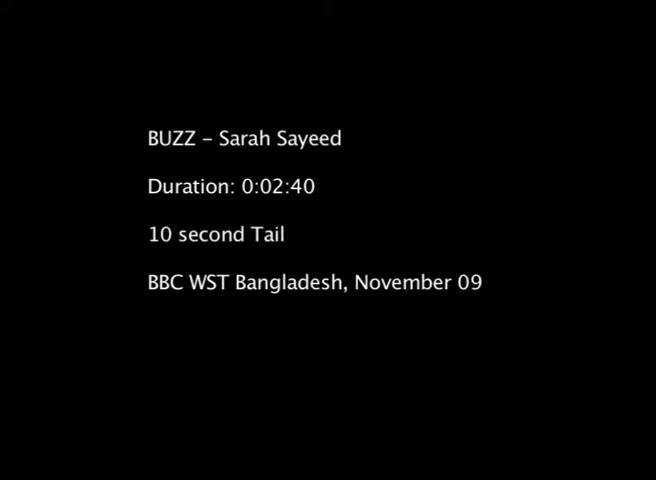 BUZZ – Sarah Sayeed
Duration: 0:02:40
10 second Tail
BBC WST Bangladesh, November 09